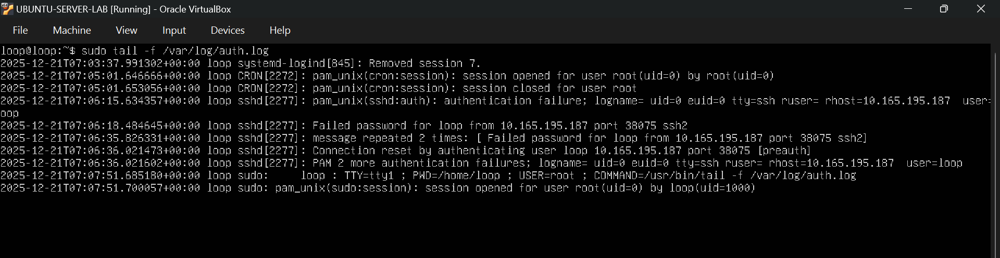 UBUNTU-SERVER-LAB [Running] - Oracle VirtualBox
File Machine View Input Devices Help
loop@loop:~$ sudo tail -f /var/log/auth.log
2025-12-21T07:03:37.991302+00:00 loop systemd-logind[845]: Removed session 7.
2025-12-21T07:05:01.646666+00:00 loop CRON[2272]: pam_unix(cron:session): session opened for user root(uid=0) by root(uid=0)
2025-12-21T07:05:01.653056+00:00 loop CRON[2272]: pam_unix(cron:session): session closed for user root
2025-12-21T07:06:15.634357+00:00 loop sshd[2277]: pam_unix(sshd:auth): authentication failure; logname= uid=0 euid=0 tty=ssh ruser= rhost=10.165.195.187  user=
oop
2025-12-21T07:06:18.484645+00:00 loop sshd[2277]: Failed password for loop from 10.165.195.187 port 38075 ssh2
2025-12-21T07:06:35.826331+00:00 loop sshd[2277]: message repeated 2 times: [ Failed password for loop from 10.165.195.187 port 38075 ssh2]
2025-12-21T07:06:36.021473+00:00 loop sshd[2277]: Connection reset by authenticating user loop 10.165.195.187 port 38075 [preauth]
2025-12-21T07:06:36.021602+00:00 loop sshd[2277]: PAM 2 more authentication failures; logname= uid=0 euid=0 tty=ssh ruser= rhost=10.165.195.187  user=loop
2025-12-21T07:07:51.685180+00:00 loop sudo:     loop : TTY=tty1 ; PWD=/home/loop ; USER=root ; COMMAND=/usr/bin/tail -f /var/log/auth.log
2025-12-21T07:07:51.700057+00:00 loop sudo: pam_unix(sudo:session): session opened for user root(uid=0) by loop(uid=1000)